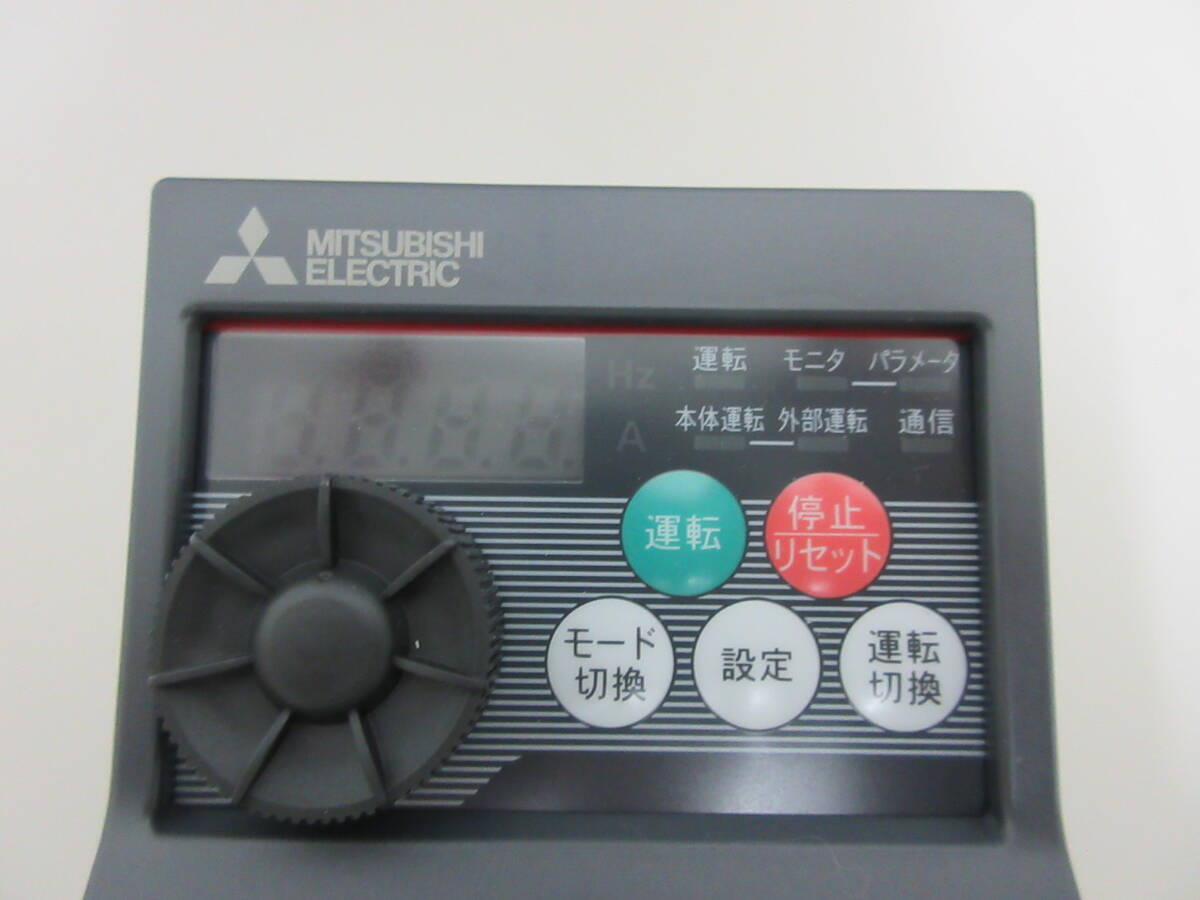 MITSUBISHI
ELECTRIC
Hz
運転 モニタ パラメータ
A
本体運転 外部運転 通信
運転
停止
リセット
モード
切換
設定
運転
切換